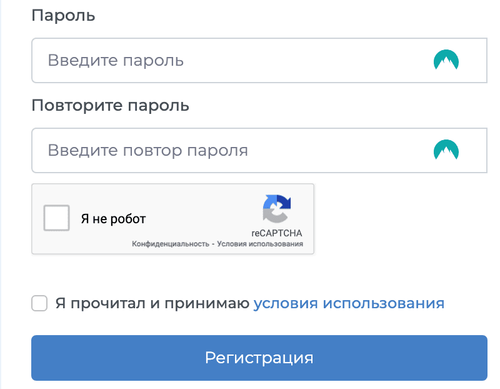 Пароль
Введите пароль
Повторите пароль
Введите повтор пароля
Я не робот
reCAPTCHA
Конфиденциальность - Условия использования
Я прочитал и принимаю условия использования
Регистрация